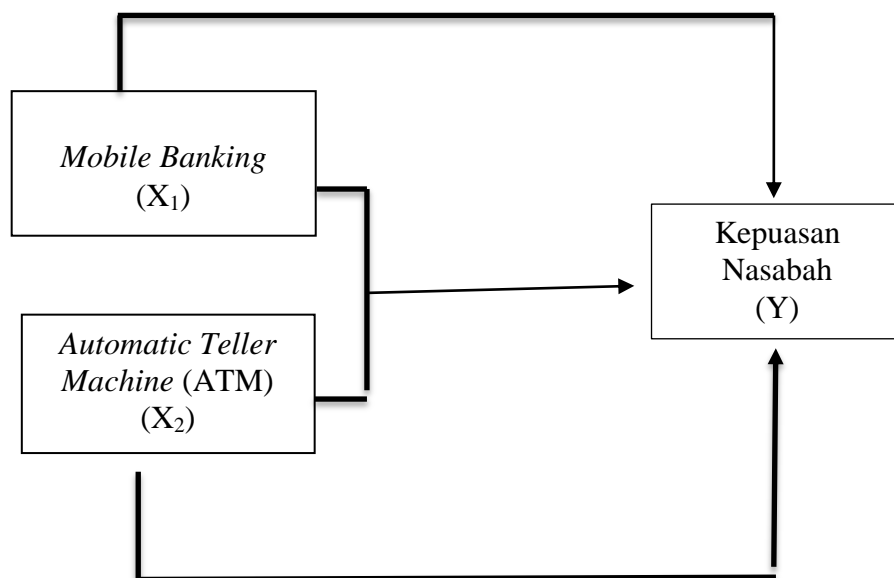 Mobile Banking
(X₁)
Automatic Teller
Machine (ATM)
(X₂)
Kepuasan
Nasabah
(Y)